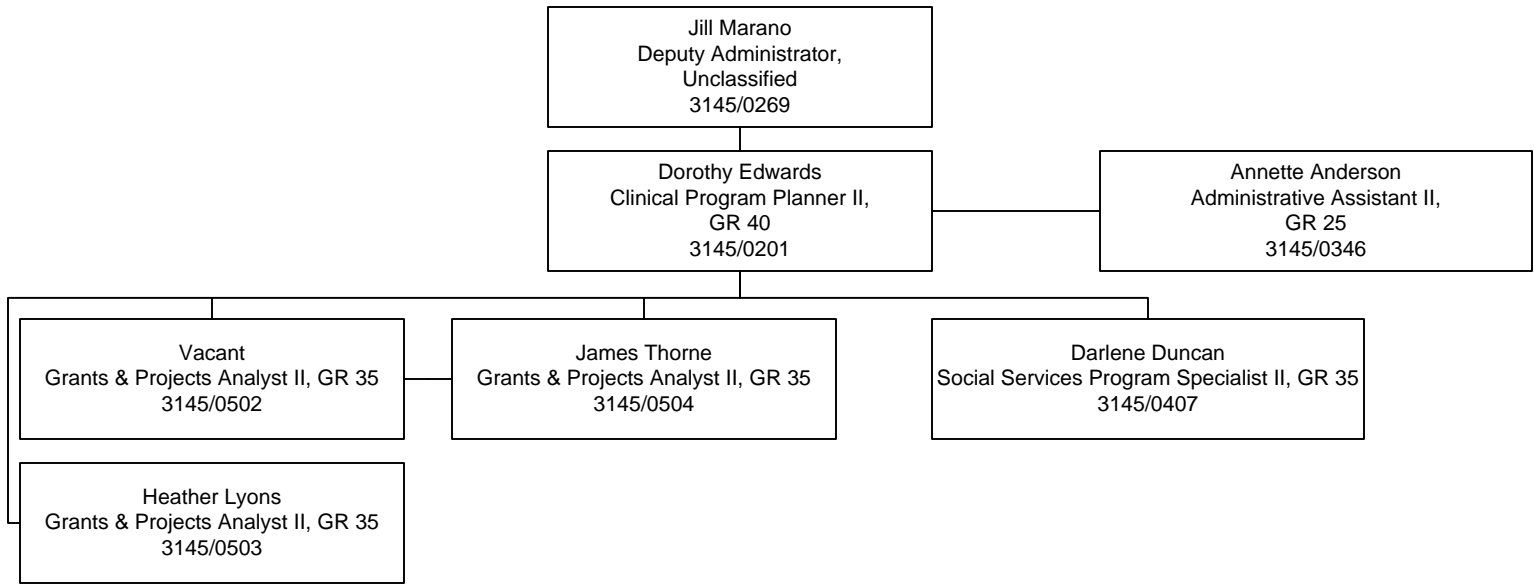 Jill Marano
Deputy Administrator,
Unclassified
3145/0269
Dorothy Edwards
Clinical Program Planner II,
GR 40
3145/0201
Annette Anderson
Administrative Assistant II,
GR 25
3145/0346
Vacant
Grants & Projects Analyst II, GR 35
3145/0502
James Thorne
Grants & Projects Analyst II, GR 35
3145/0504
Darlene Duncan
Social Services Program Specialist II, GR 35
3145/0407
Heather Lyons
Grants & Projects Analyst II, GR 35
3145/0503